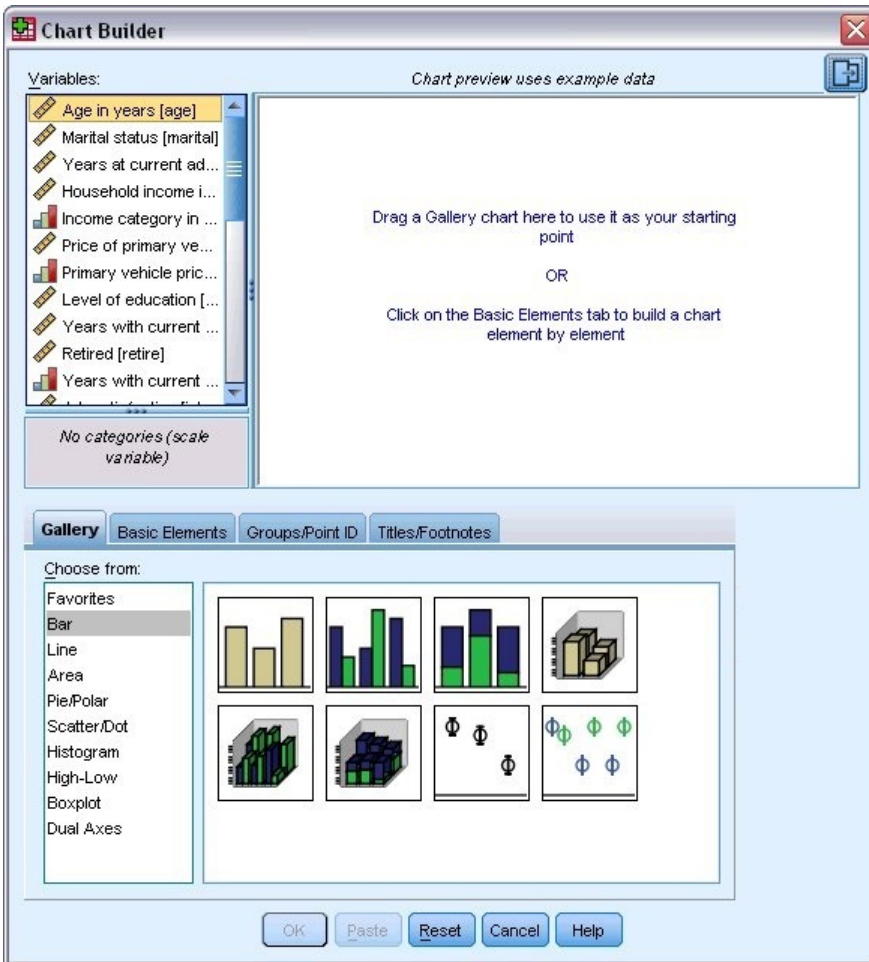 Chart Builder
Variables:
Chart preview uses example data
Age in years [age]
Marital status [marital]
Years at current ad...
Household income i...
Income category in ...
Price of primary ve...
Primary vehicle pric...
Level of education [...
Years with current ...
Retired [retire]
Years with current ...
No categories (scale
variable)
Drag a Gallery chart here to use it as your starting
point
OR
Click on the Basic Elements tab to build a chart
element by element
Gallery
Basic Elements
Groups/Point ID
Titles/Footnotes
Choose from:
Favorites
Bar
Line
Area
Pie/Polar
Scatter/Dot
Histogram
High-Low
Boxplot
Dual Axes
OK
Paste
Reset
Cancel
Help